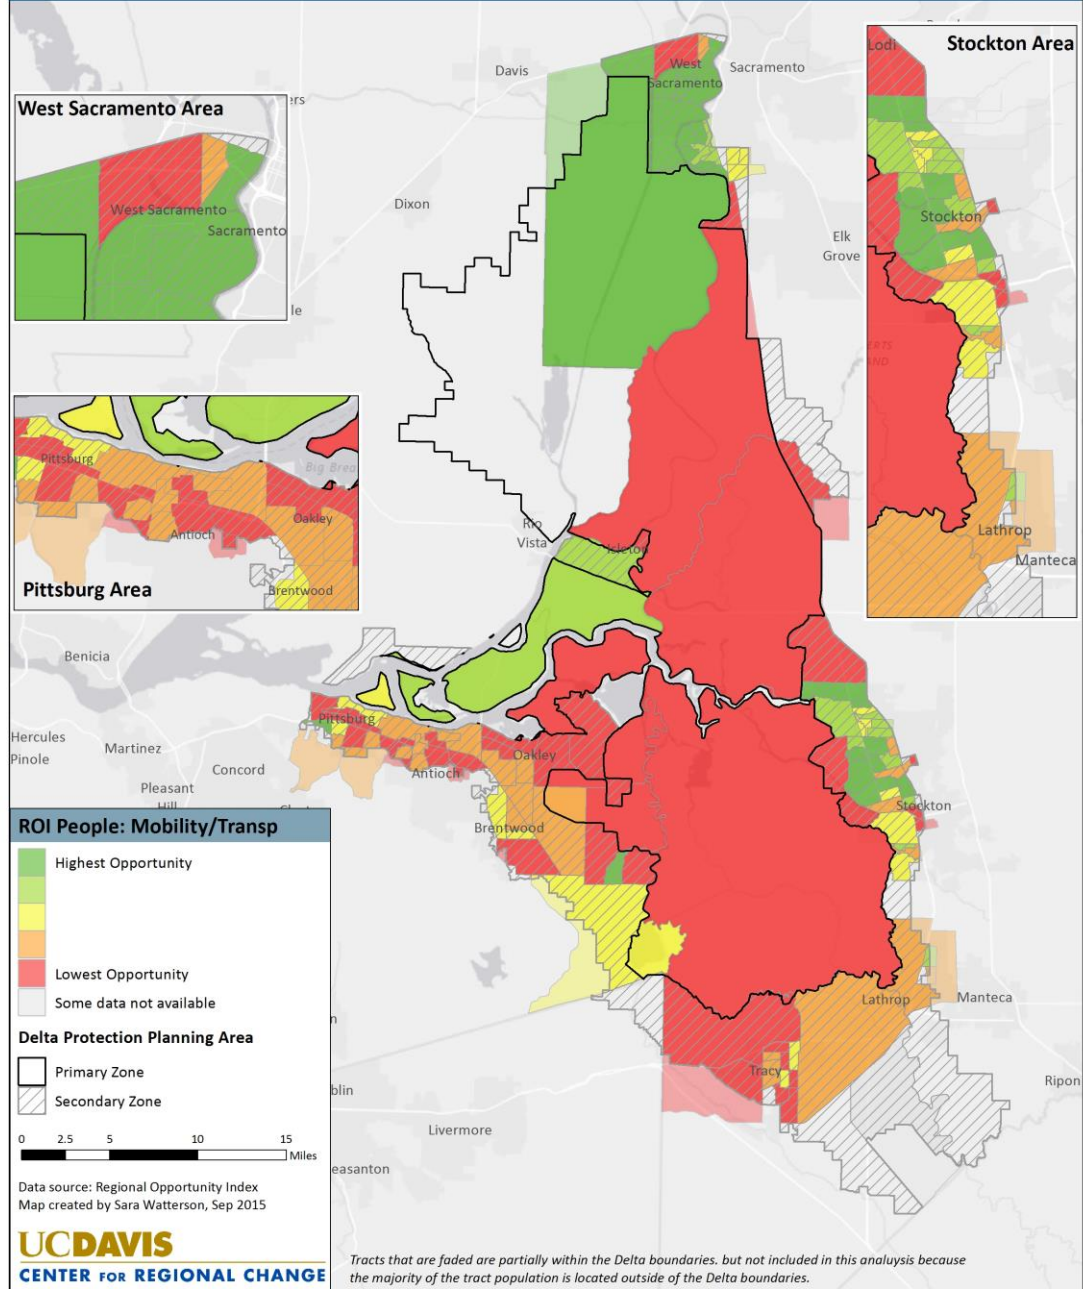 Stockton Area
Lodi
Stockton
Lathrop
Manteca
West Sacramento Area
West Sacramento
Sacramento
Davis
West
Sacramento
Sacramento
Dixon
Elk
Grove
Pittsburg
Antioch
Oakley
Brentwood
Pittsburg Area
Rio
Vista
Isleton
Benicia
Hercules
Pinole
Martinez
Concord
Pleasant
Hill
Pittsburg
Antioch
Oakley
Brentwood
Stockton
Lathrop
Manteca
Tracy
Ripon
Livermore
ROI People: Mobility/Transp
Highest Opportunity
Lowest Opportunity
Some data not available
Delta Protection Planning Area
Primary Zone
Secondary Zone
0 2.5 5 10 15
Miles
Data source: Regional Opportunity Index
Map created by Sara Watterson, Sep 2015
UCDAVIS
CENTER FOR REGIONAL CHANGE
Tracts that are faded are partially within the Delta boundaries. but not included in this analuysis because
the majority of the tract population is located outside of the Delta boundaries.